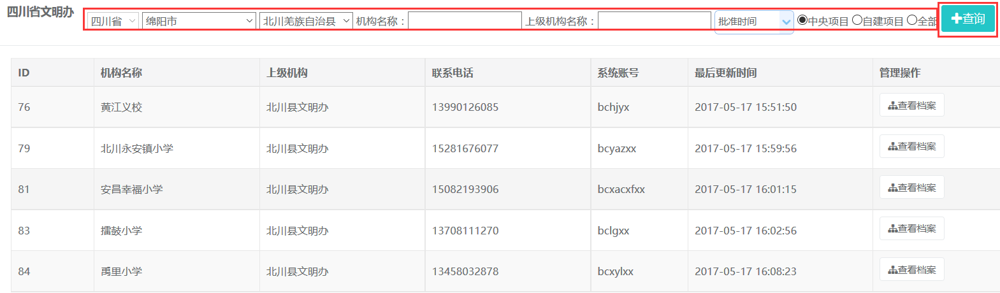 四川省文明办 四川省 绵阳市 北川羌族自治县 机构名称： 上级机构名称： 批准时间 中央项目 自建项目 全部 查询
ID 机构名称 上级机构 联系电话 系统账号 最后更新时间 管理操作
76 黄江义校 北川县文明办 13990126085 bchjyx 2017-05-17 15:51:50 查看档案
79 北川永安镇小学 北川县文明办 15281676077 bcyazxx 2017-05-17 15:59:56 查看档案
81 安昌幸福小学 北川县文明办 15082193906 bcxacxfxx 2017-05-17 16:01:15 查看档案
83 擂鼓小学 北川县文明办 13708111270 bclgxx 2017-05-17 16:02:56 查看档案
84 禹里小学 北川县文明办 13458032878 bcxylxx 2017-05-17 16:08:23 查看档案